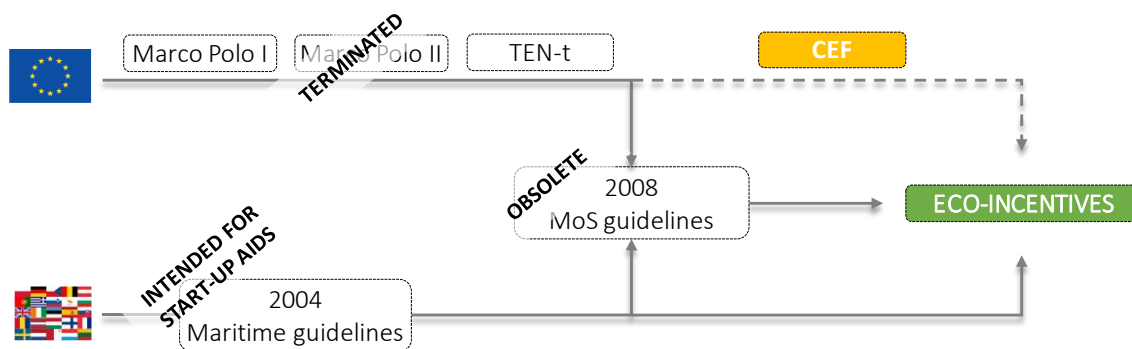 Marco Polo I
Marco Polo II
TEN-t
CEF
TERMINATED
OBSOLETE
2008
MoS guidelines
ECO-INCENTIVES
INTENDED FOR
START-UP AIDS
2004
Maritime guidelines